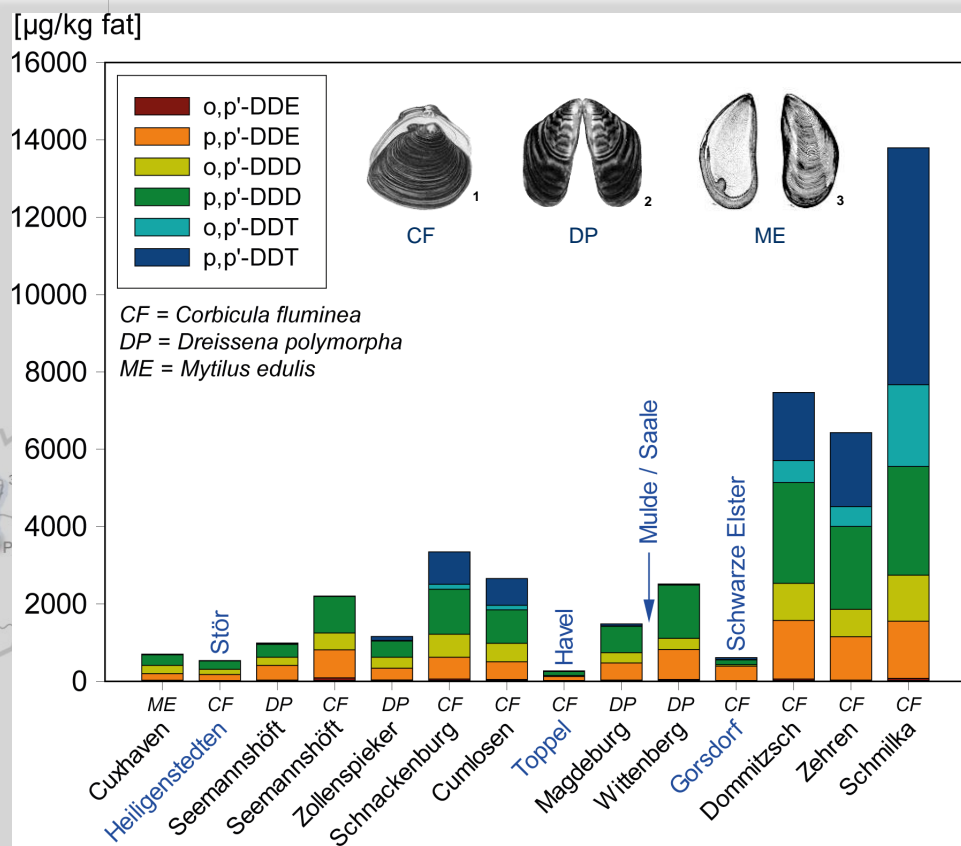 [µg/kg fat]
16000
14000
12000
10000
8000
6000
4000
2000
0
o,p'-DDE
p,p'-DDE
o,p'-DDD
p,p'-DDD
o,p'-DDT
p,p'-DDT
1
2
3
CF
DP
ME
CF = Corbicula fluminea
DP = Dreissena polymorpha
ME = Mytilus edulis
Stör
Havel
Mulde / Saale
Schwarze Elster
ME
CF
DP
CF
DP
CF
CF
CF
DP
DP
CF
CF
CF
CF
Cuxhaven
Heiligenstedten
Seemannshöft
Seemannshöft
Zollenspieker
Schnackenburg
Cumlosen
Toppel
Magdeburg
Wittenberg
Gorsdorf
Dommitzsch
Zehren
Schmilka